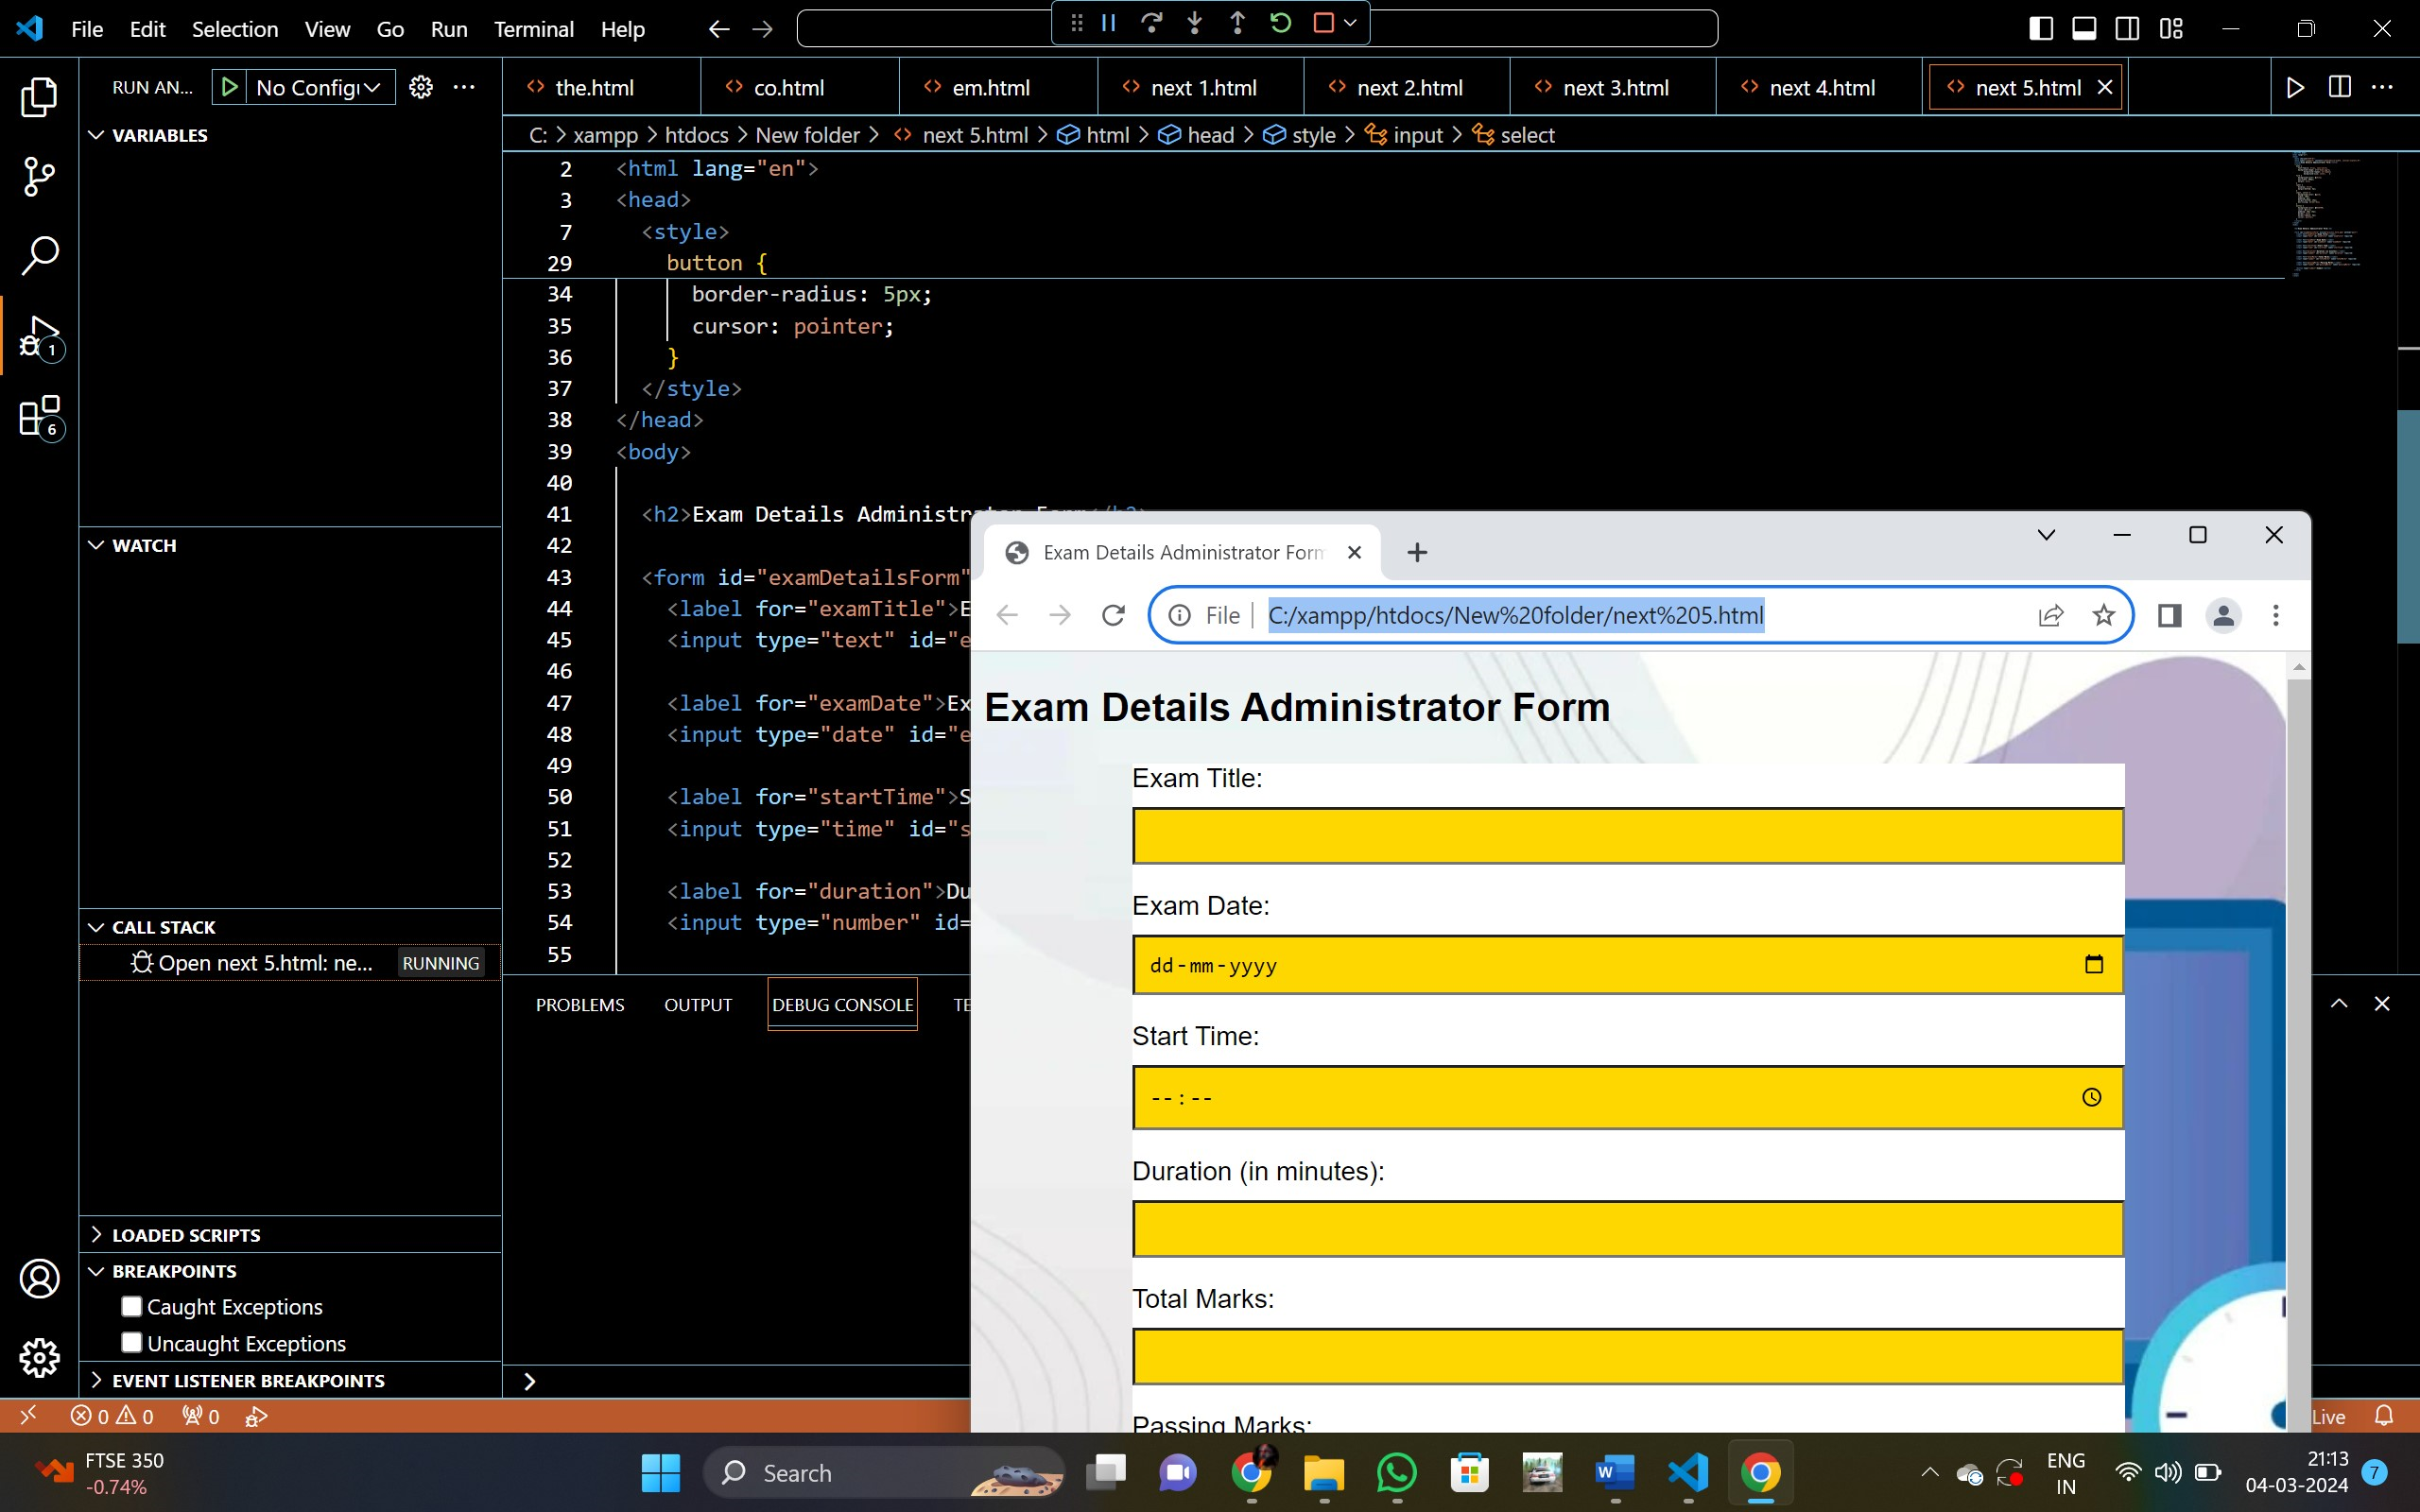 File Edit Selection View Go Run Terminal Help
RUN AN... No Config
the.html co.html em.html next 1.html next 2.html next 3.html next 4.html next 5.html
C: > xampp > htdocs > New folder > next 5.html > html > head > style > input > select
VARIABLES
WATCH
CALL STACK
Open next 5.html: ne... RUNNING
LOADED SCRIPTS
BREAKPOINTS
Caught Exceptions
Uncaught Exceptions
EVENT LISTENER BREAKPOINTS
1
6
2 <html lang="en">
3 <head>
7 <style>
29 button {
34 border-radius: 5px;
35 cursor: pointer;
36 }
37 </style>
38 </head>
39 <body>
40
41 <h2>Exam Details Administrator Form</h2>
42
43 <form id="examDetailsForm"
44 <label for="examTitle">E
45 <input type="text" id="e
46
47 <label for="examDate">Ex
48 <input type="date" id="e
49
50 <label for="startTime">S
51 <input type="time" id="s
52
53 <label for="duration">Du
54 <input type="number" id=
55
PROBLEMS OUTPUT DEBUG CONSOLE TE
Exam Details Administrator Form
File C:/xampp/htdocs/New%20folder/next%205.html
Exam Details Administrator Form
Exam Title:
Exam Date:
dd-mm-yyyy
Start Time:
--:--
Duration (in minutes):
Total Marks:
Passing Marks:
0 0 0
Live
FTSE 350
-0.74%
Search
ENG
IN
21:13
04-03-2024
7